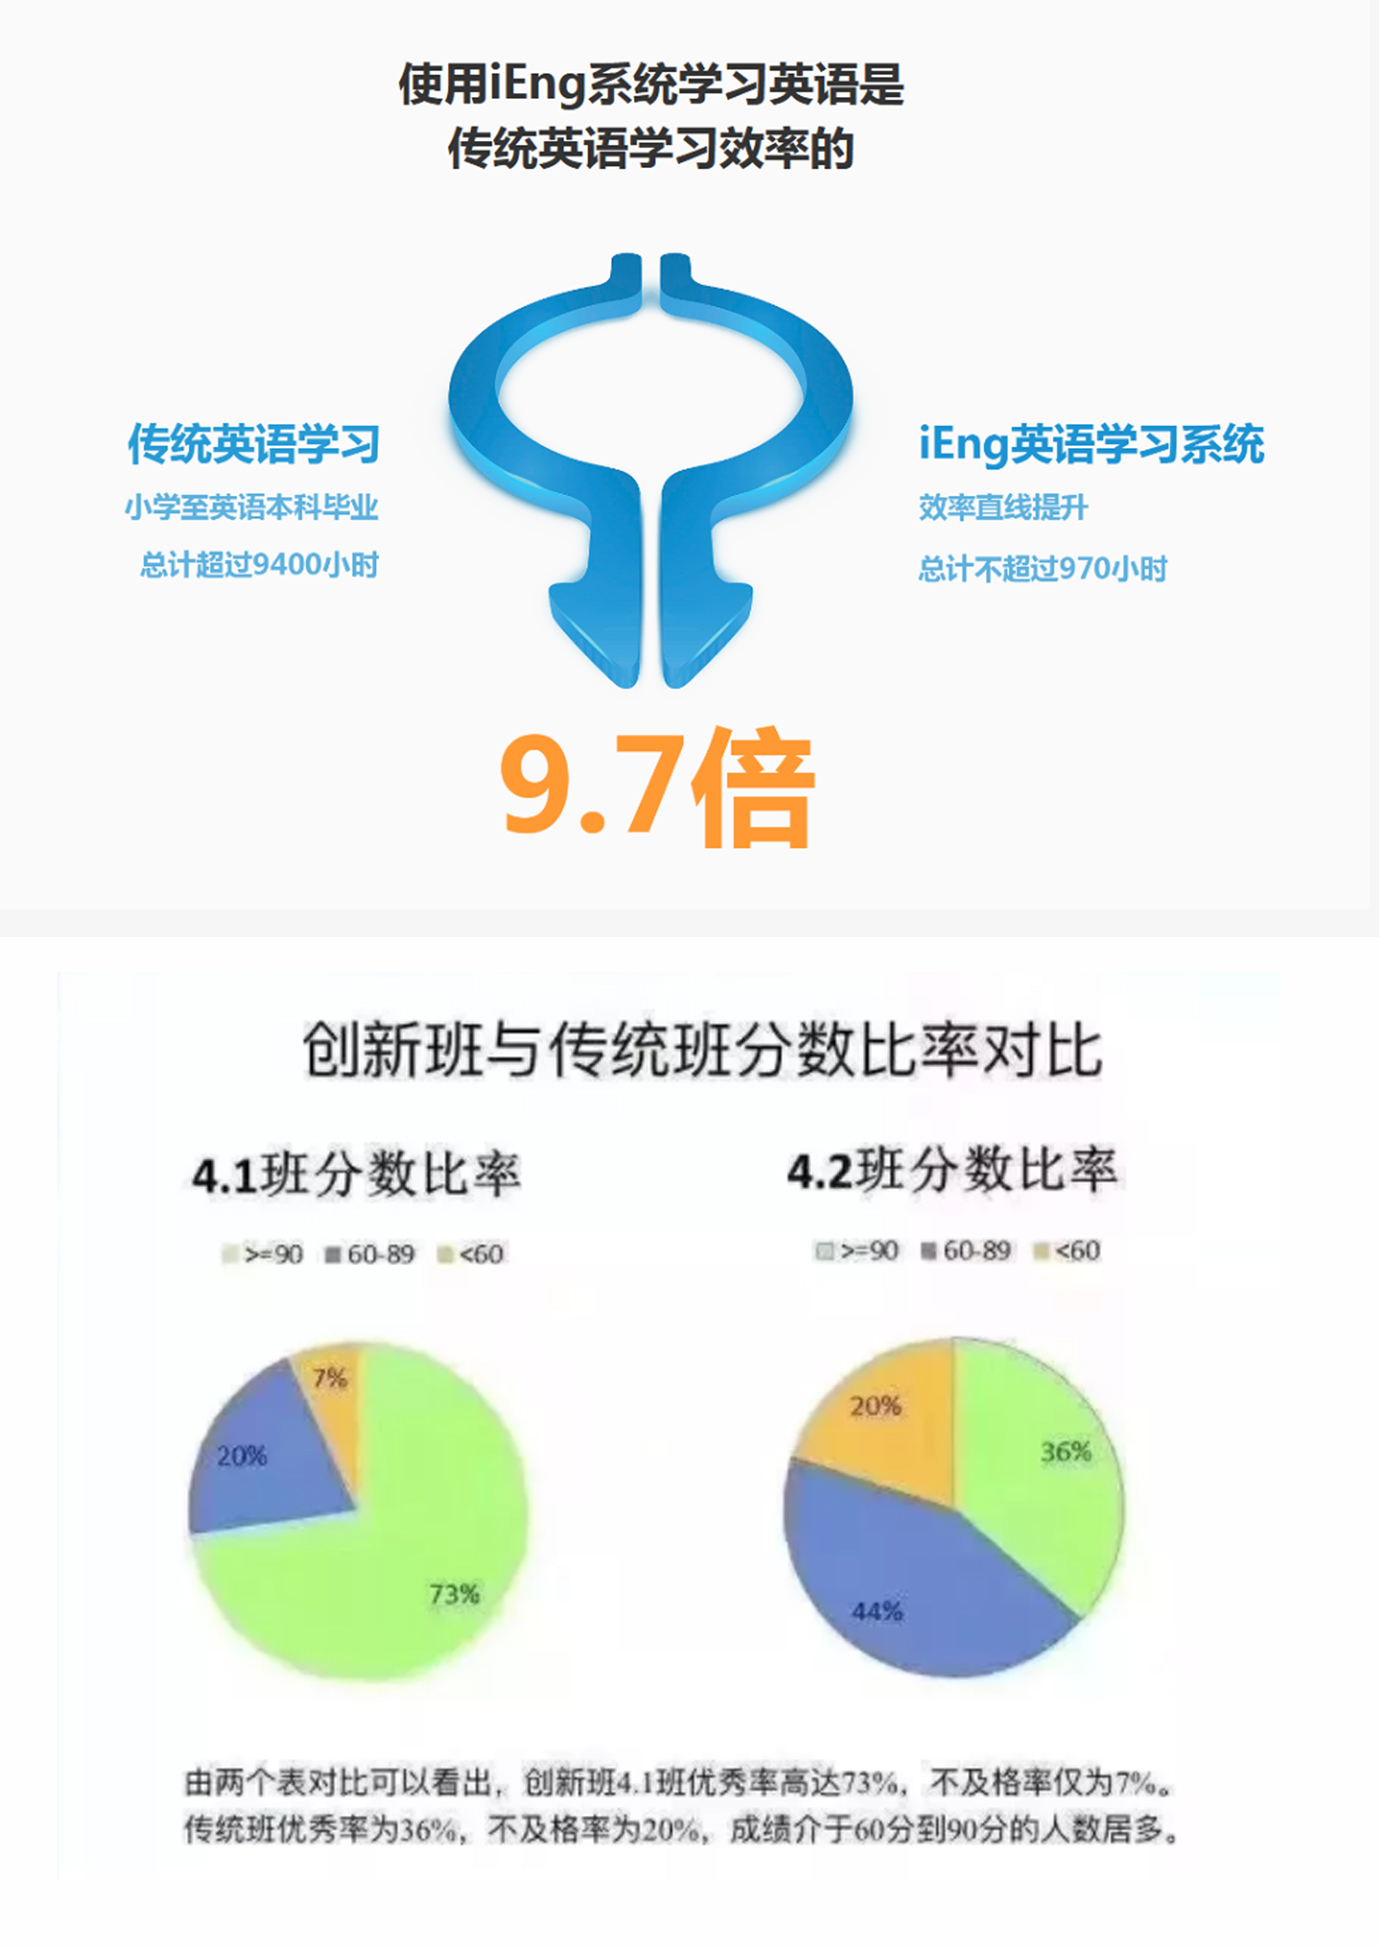 使用iEng系统学习英语是
传统英语学习效率的
传统英语学习
小学至英语本科毕业
总计超过9400小时
iEng英语学习系统
效率直线提升
总计不超过970小时
9.7倍
创新班与传统班分数比率对比
4.1班分数比率
>=90 60-89 <60
7%
20%
73%
4.2班分数比率
>=90 60-89 <60
20%
36%
44%
由两个表对比可以看出，创新班4.1班优秀率高达73%，不及格率仅为7%。
传统班优秀率为36%，不及格率为20%，成绩介于60分到90分的人数居多。